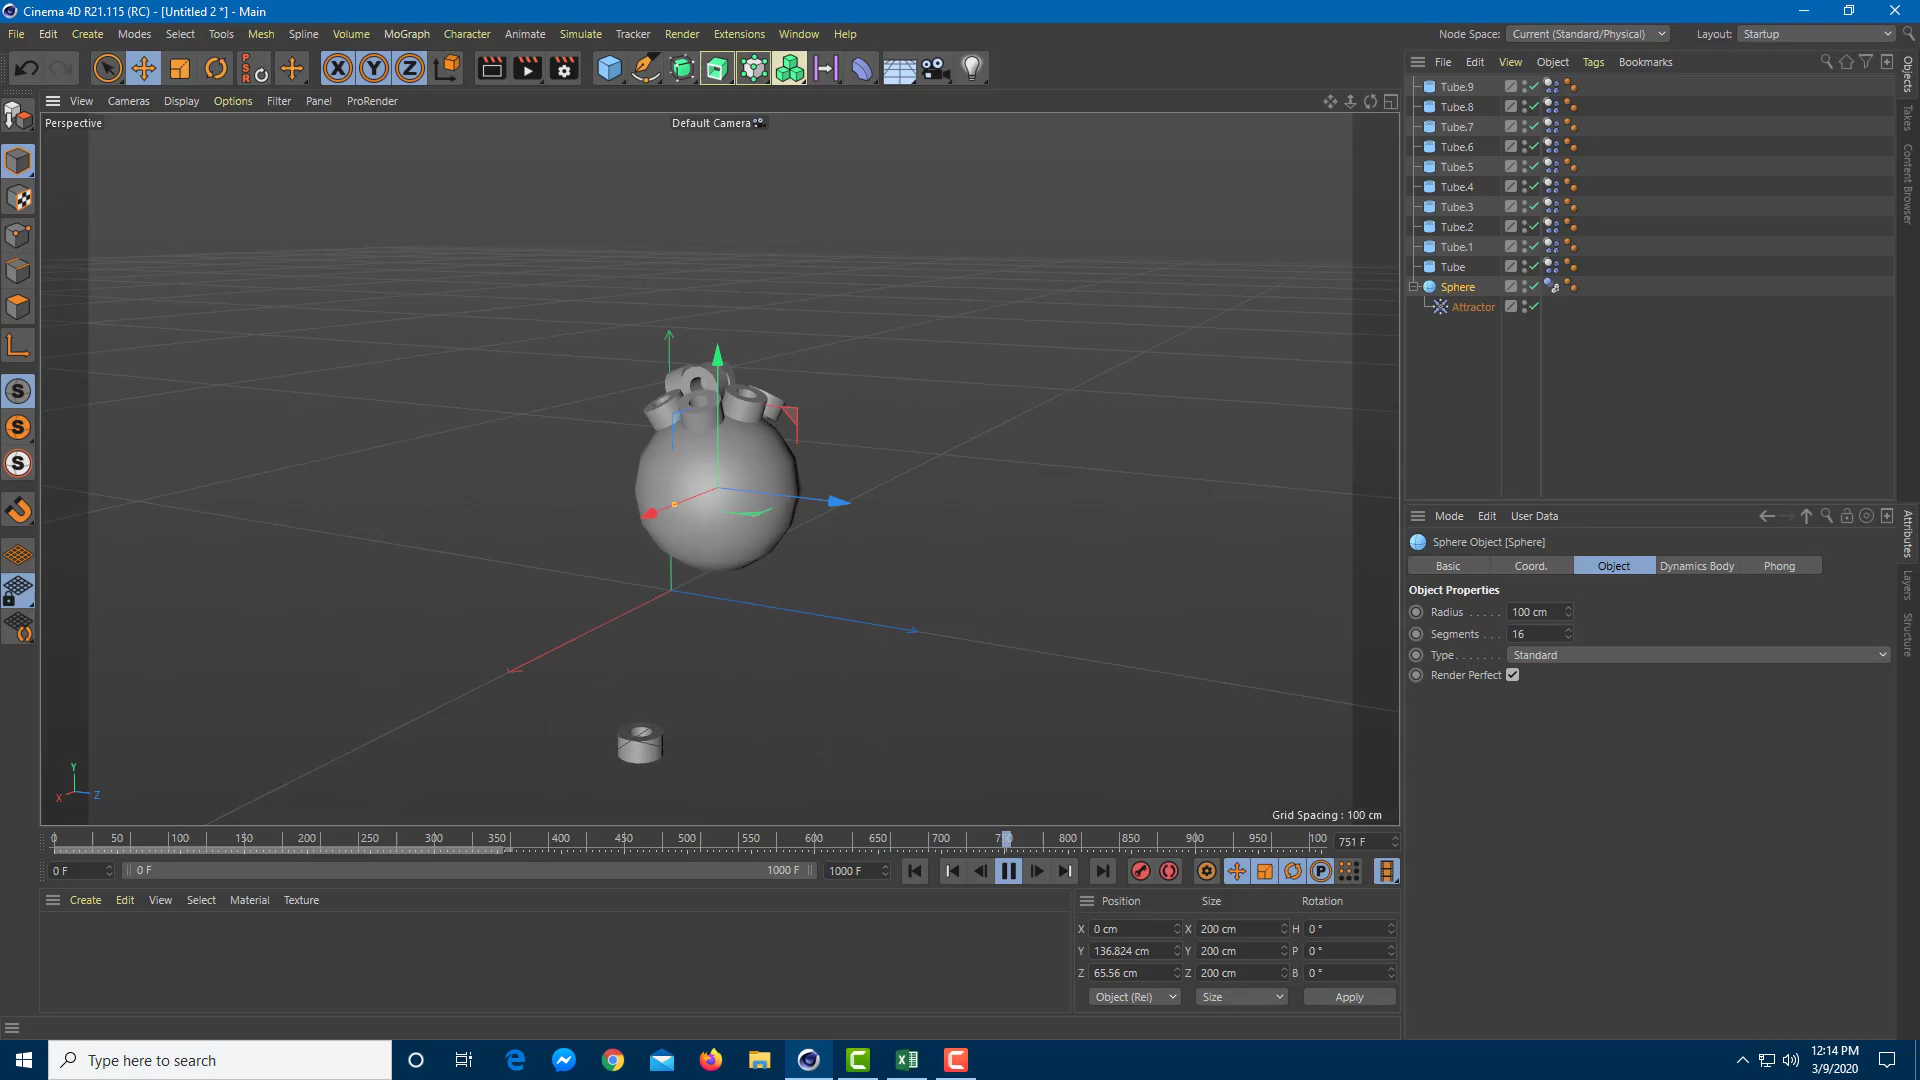 Cinema 4D R21.115 (RC) - [Untitled 2 *] - Main
File Edit Create Modes Select Tools Mesh Spline Volume MoGraph Character Animate Simulate Tracker Render Extensions Window Help
Node Space: Current (Standard/Physical) Layout: Startup
P
S
R
X Y Z
View Cameras Display Options Filter Panel ProRender
Perspective
Default Camera
S
S
S
Y
X Z
Grid Spacing : 100 cm
File Edit View Object Tags Bookmarks
Tube.9
Tube.8
Tube.7
Tube.6
Tube.5
Tube.4
Tube.3
Tube.2
Tube.1
Tube
Sphere
Attractor
Objects
Takes
Content Browser
Mode Edit User Data
Sphere Object [Sphere]
Basic Coord. Object Dynamics Body Phong
Object Properties
Radius . . . . . 100 cm
Segments . . . 16
Type . . . . . . . Standard
Render Perfect
Attributes
Layers
Structure
0 50 100 150 200 250 300 350 400 450 500 550 600 650 700 750 800 850 900 950 100 751 F
0 F 0 F 1000 F 1000 F
P
Create Edit View Select Material Texture
Position Size Rotation
X 0 cm X 200 cm H 0 °
Y 136.824 cm Y 200 cm P 0 °
Z 65.56 cm Z 200 cm B 0 °
Object (Rel) Size Apply
Type here to search
12:14 PM
3/9/2020